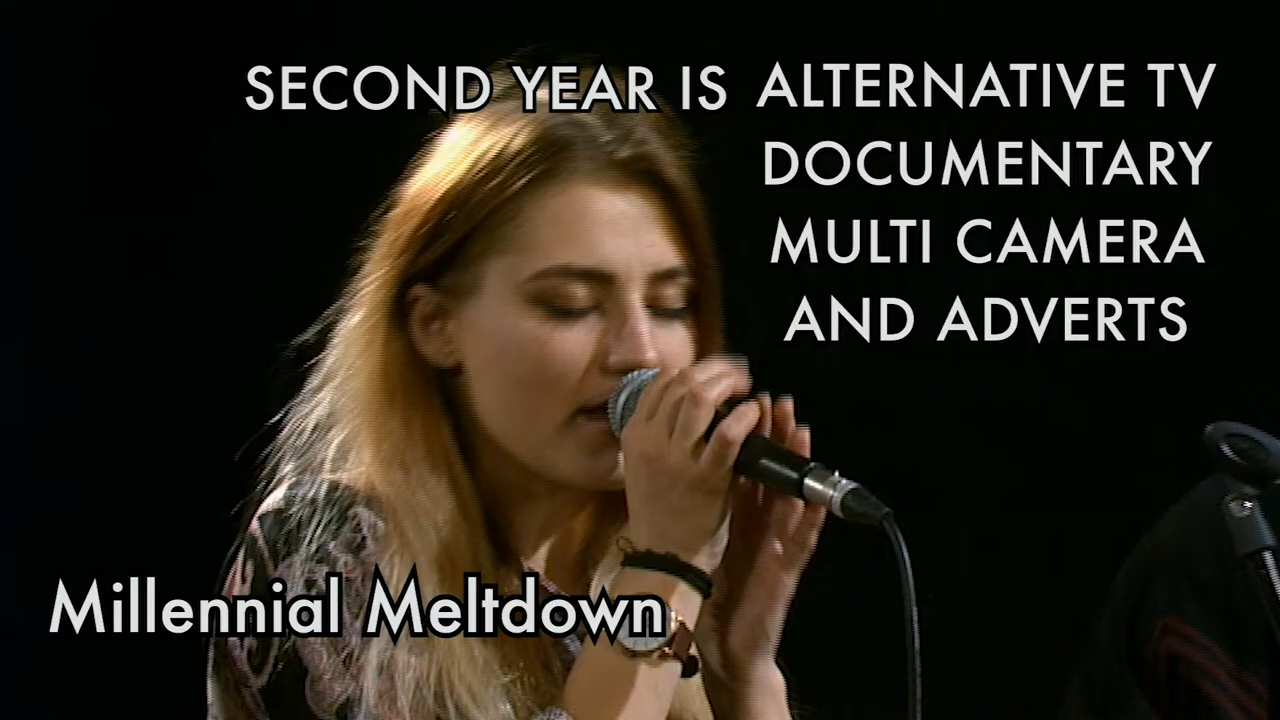 SECOND YEAR IS ALTERNATIVE TV
DOCUMENTARY
MULTI CAMERA
AND ADVERTS
Millennial Meltdown